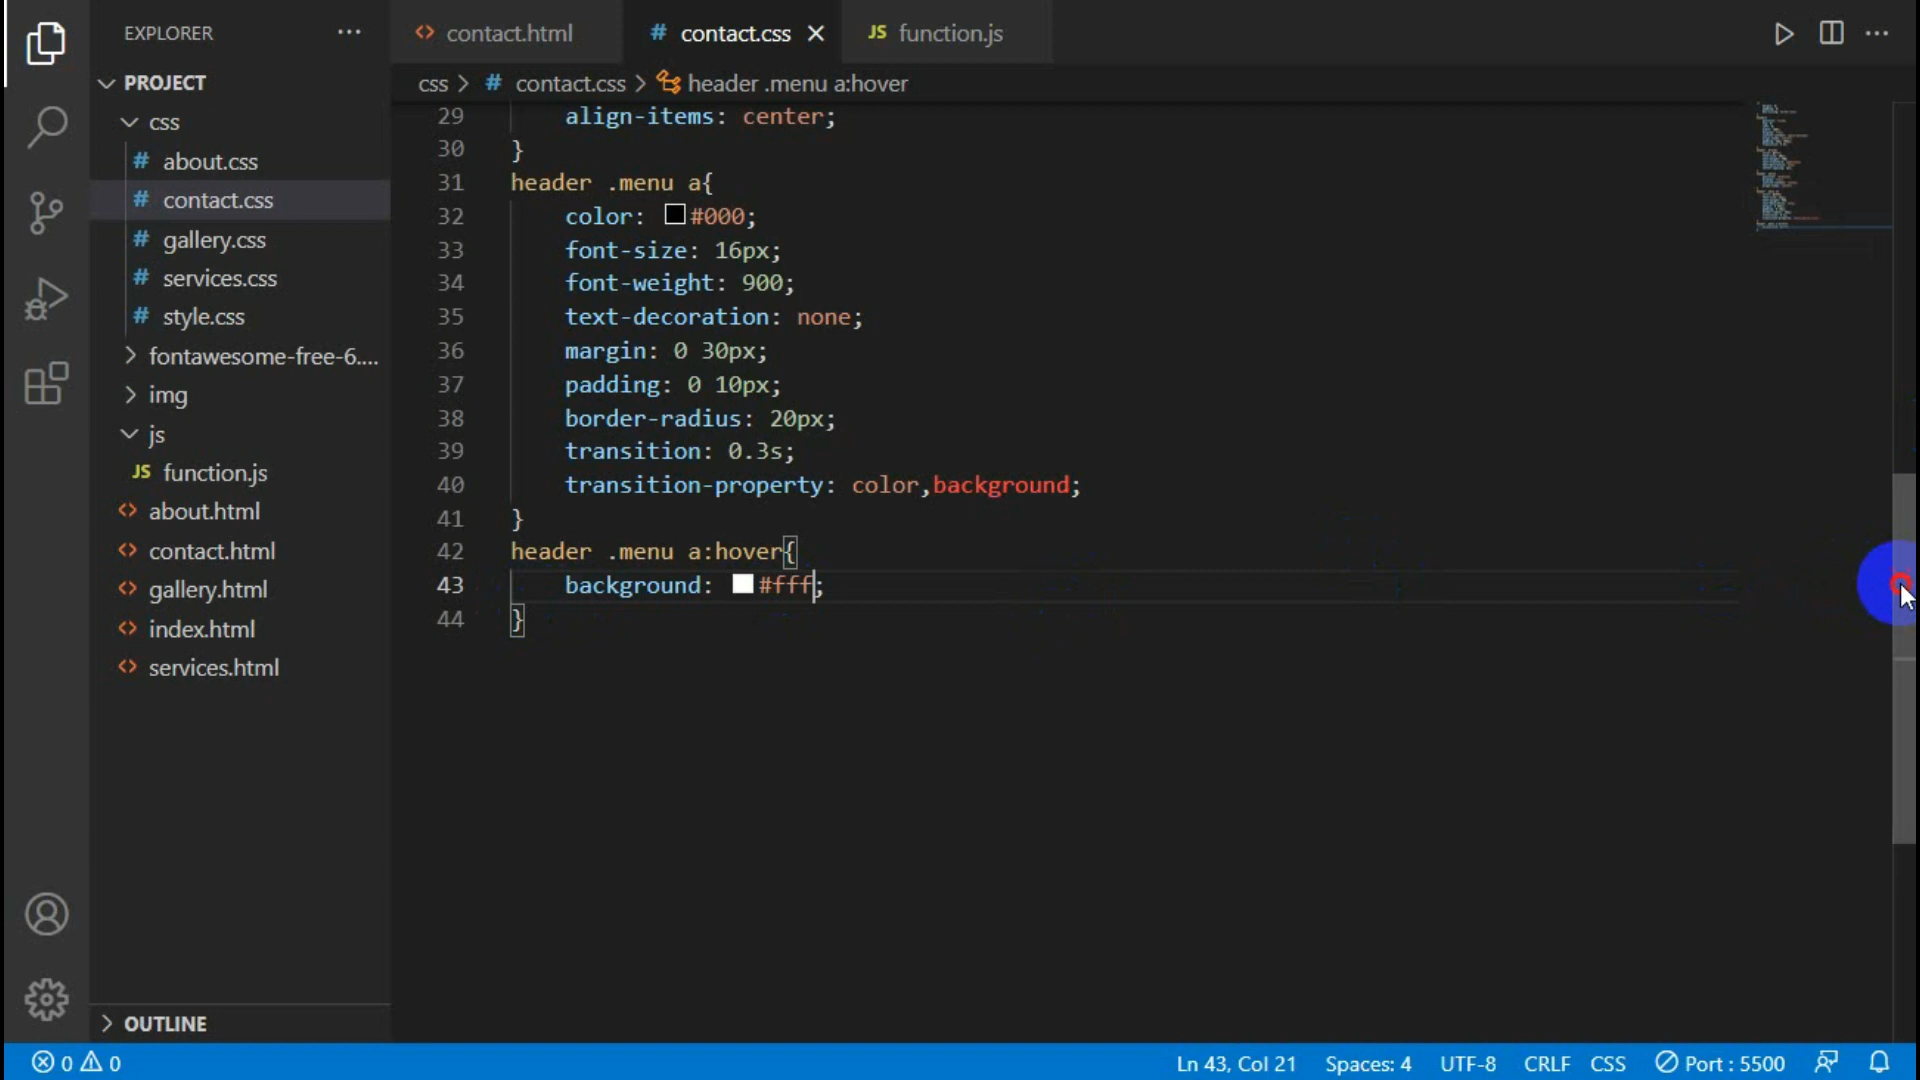 EXPLORER
PROJECT
css
about.css
contact.css
gallery.css
services.css
style.css
fontawesome-free-6....
img
js
JS function.js
about.html
contact.html
gallery.html
index.html
services.html
OUTLINE
contact.html
# contact.css
JS function.js
css > # contact.css > header .menu a:hover
29 align-items: center;
30 }
31 header .menu a{
32 color: #000;
33 font-size: 16px;
34 font-weight: 900;
35 text-decoration: none;
36 margin: 0 30px;
37 padding: 0 10px;
38 border-radius: 20px;
39 transition: 0.3s;
40 transition-property: color,background;
41 }
42 header .menu a:hover{
43 background: #fff;
44 }
0 0
Ln 43, Col 21 Spaces: 4 UTF-8 CRLF CSS Port : 5500